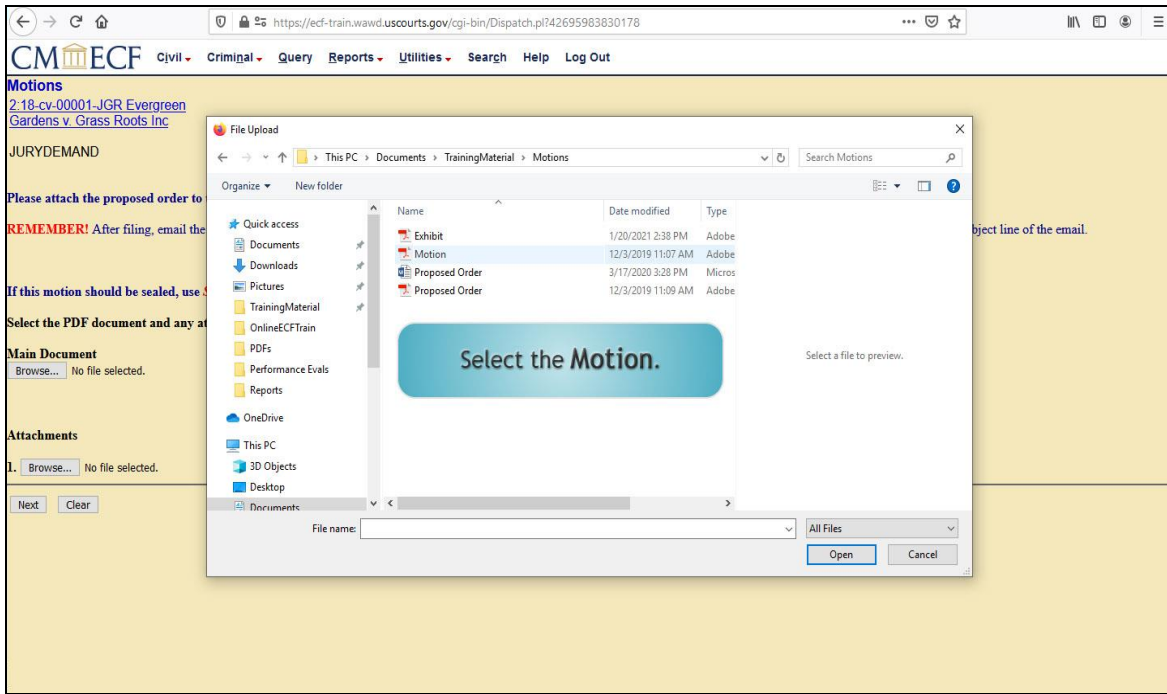 https://ecf-train.wawd.uscourts.gov/cgi-bin/Dispatch.pl?42695983830178
CM ECF Civil Criminal Query Reports Utilities Search Help Log Out
Motions
2:18-cv-00001-JGR Evergreen
Gardens v. Grass Roots Inc
JURYDEMAND
Please attach the proposed order to
REMEMBER! After filing, email the
bject line of the email.
If this motion should be sealed, use
Select the PDF document and any at
Main Document
Browse... No file selected.
Attachments
1. Browse... No file selected.
Next Clear
File Upload
This PC > Documents > TrainingMaterial > Motions
Search Motions
Organize New folder
Quick access
Documents
Downloads
Pictures
TrainingMaterial
OnlineECFTrain
PDFs
Performance Evals
Reports
OneDrive
This PC
3D Objects
Desktop
Documents
Name Date modified Type
Exhibit 1/20/2021 2:38 PM Adobe
Motion 12/3/2019 11:07 AM Adobe
Proposed Order 3/17/2020 3:28 PM Micros
Proposed Order 12/3/2019 11:09 AM Adobe
Select the Motion.
Select a file to preview.
File name:
All Files
Open Cancel